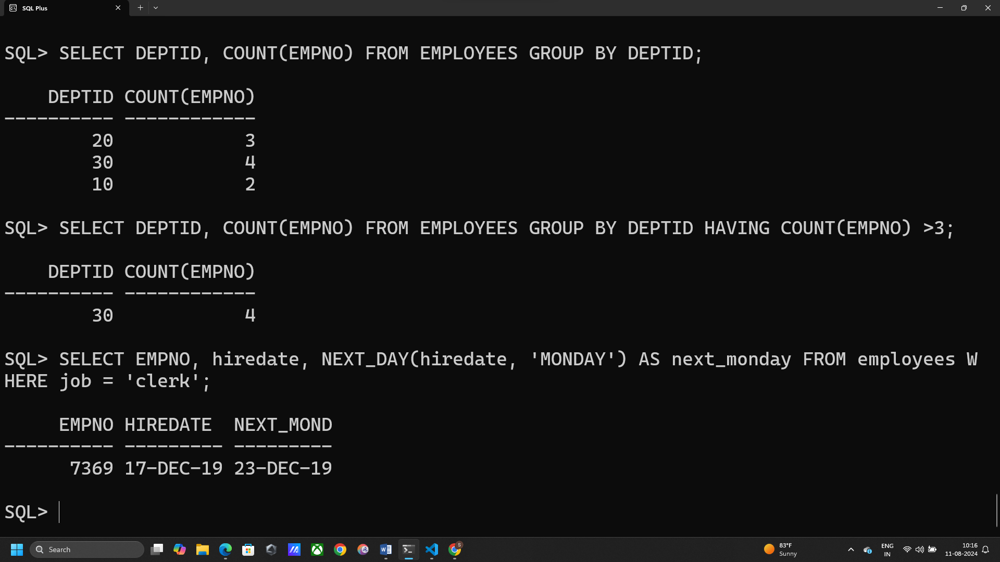 SQL Plus
SQL> SELECT DEPTID, COUNT(EMPNO) FROM EMPLOYEES GROUP BY DEPTID;
DEPTID COUNT(EMPNO)
---------- ------------
20 3
30 4
10 2
SQL> SELECT DEPTID, COUNT(EMPNO) FROM EMPLOYEES GROUP BY DEPTID HAVING COUNT(EMPNO) >3;
DEPTID COUNT(EMPNO)
---------- ------------
30 4
SQL> SELECT EMPNO, hiredate, NEXT_DAY(hiredate, 'MONDAY') AS next_monday FROM employees W
HERE job = 'clerk';
EMPNO HIREDATE NEXT_MOND
---------- --------- ---------
7369 17-DEC-19 23-DEC-19
SQL>
Search
83°F
Sunny
ENG
IN
10:16
11-08-2024